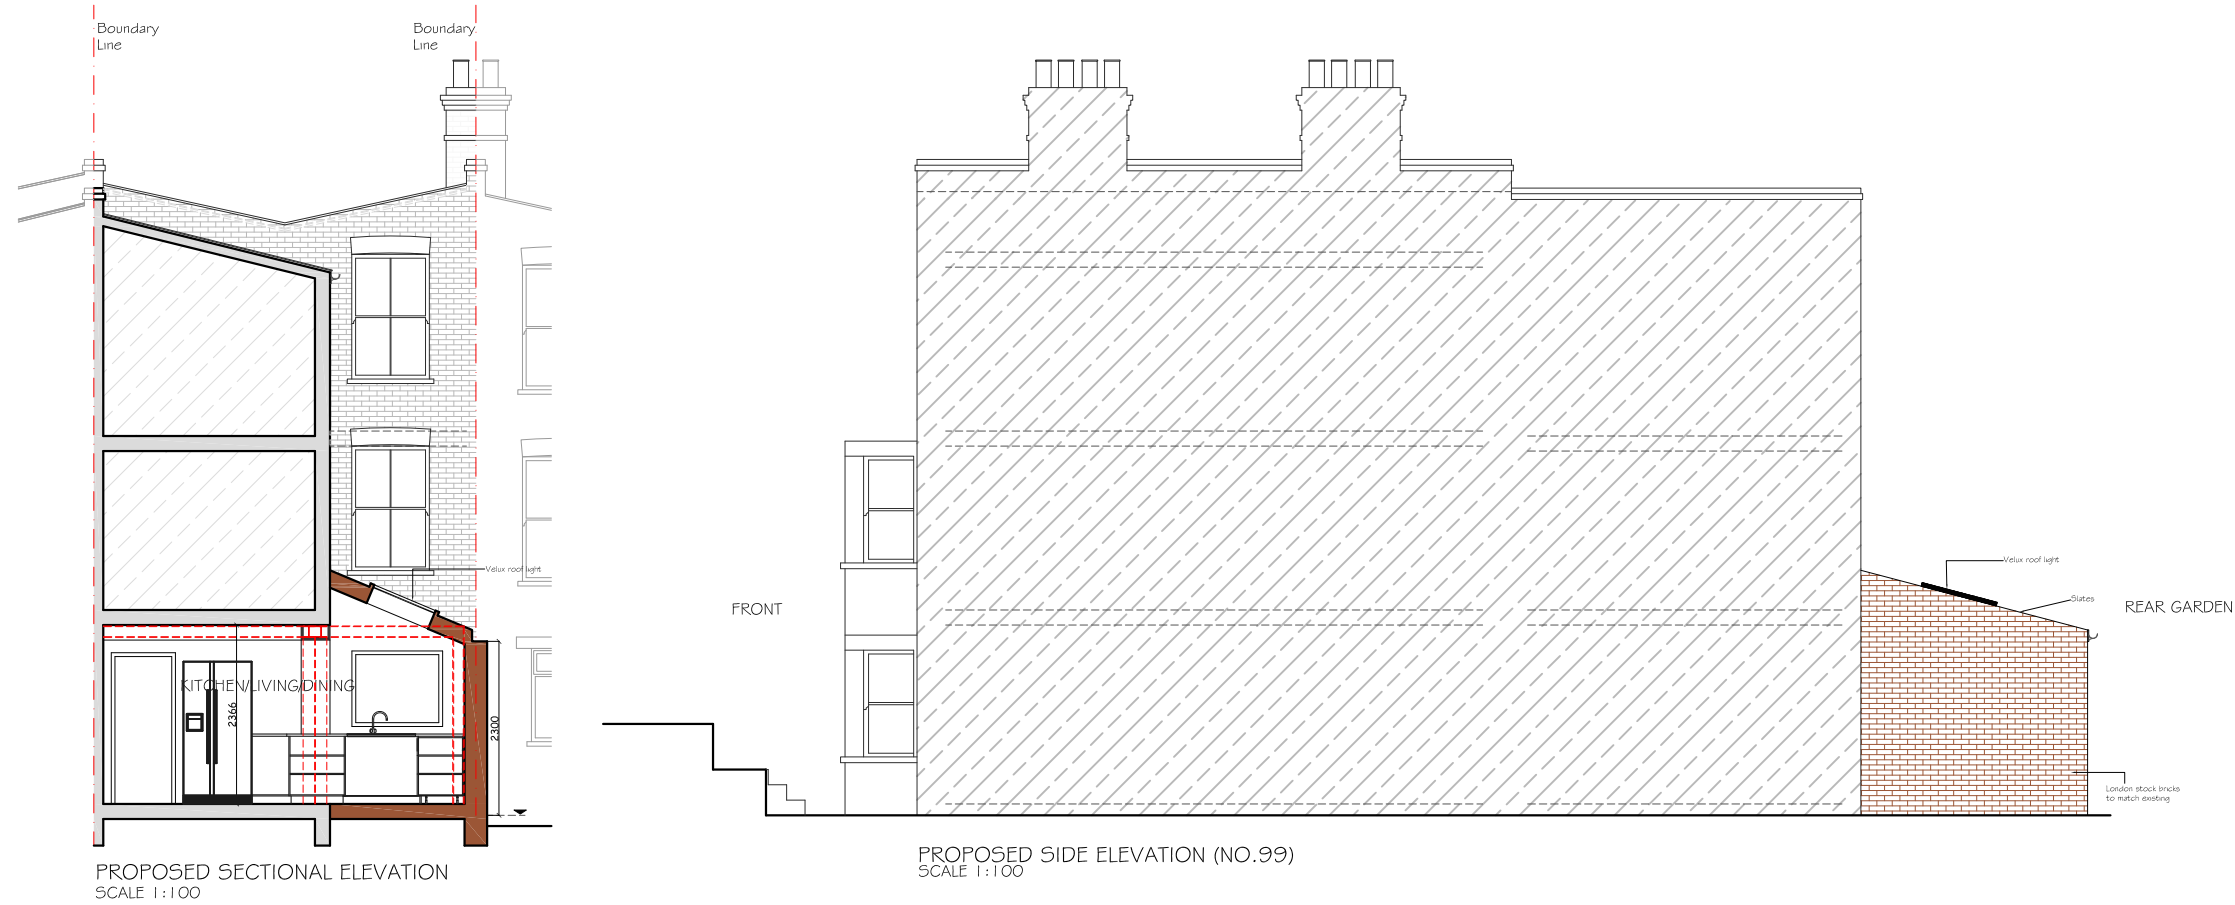 Boundary
Line
Boundary
Line
Velux roof light
KITCHEN/LIVING/DINING
2366
2300
PROPOSED SECTIONAL ELEVATION
SCALE 1:100
FRONT
Velux roof light
Slates
REAR GARDEN
London stock bricks
to match existing
PROPOSED SIDE ELEVATION (NO.99)
SCALE 1:100